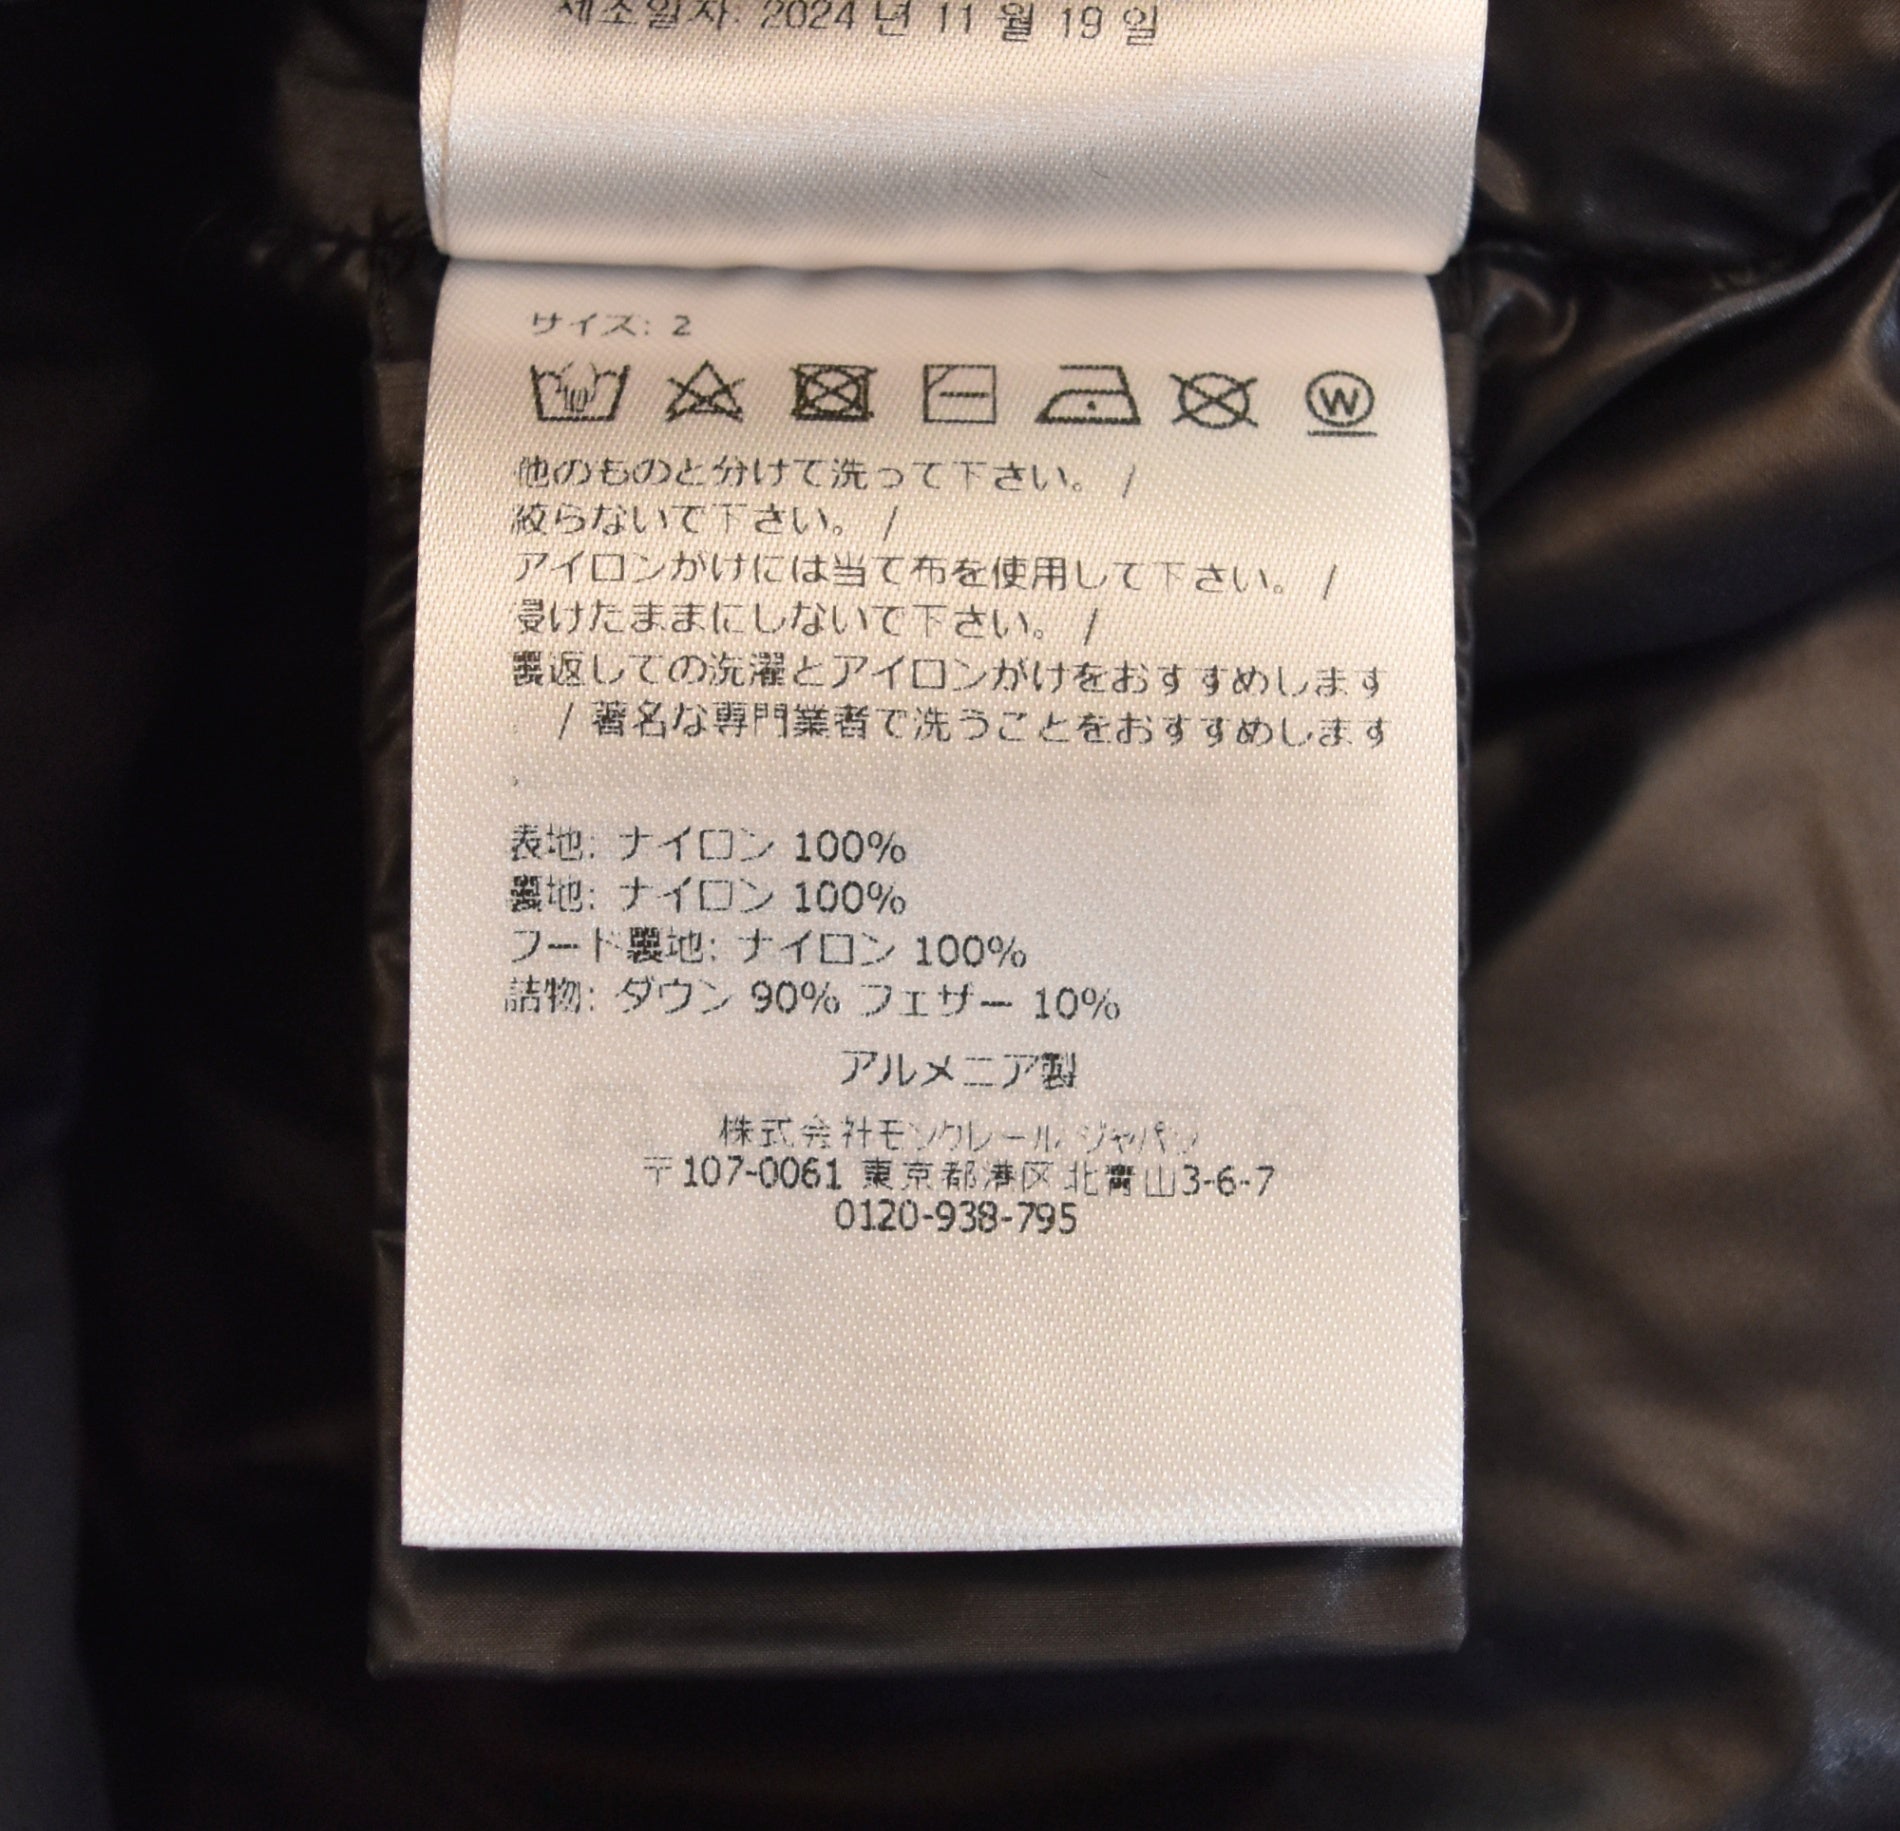 제조일자: 2024 년 11 월 19 일
サイズ: 2
W
他のものと分けて洗って下さい。 /
絞らないで下さい。 /
アイロンがけには当て布を使用して下さい。 /
浸けたままにしないで下さい。 /
裏返しての洗濯とアイロンがけをおすすめします
。 / 著名な専門業者で洗うことをおすすめします
。
表地: ナイロン 100%
裏地: ナイロン 100%
フード裏地: ナイロン 100%
詰物: ダウン 90% フェザー 10%
アルメニア製
株式会社モンクレール ジャパン
〒107-0061 東京都港区北青山3-6-7
0120-938-795